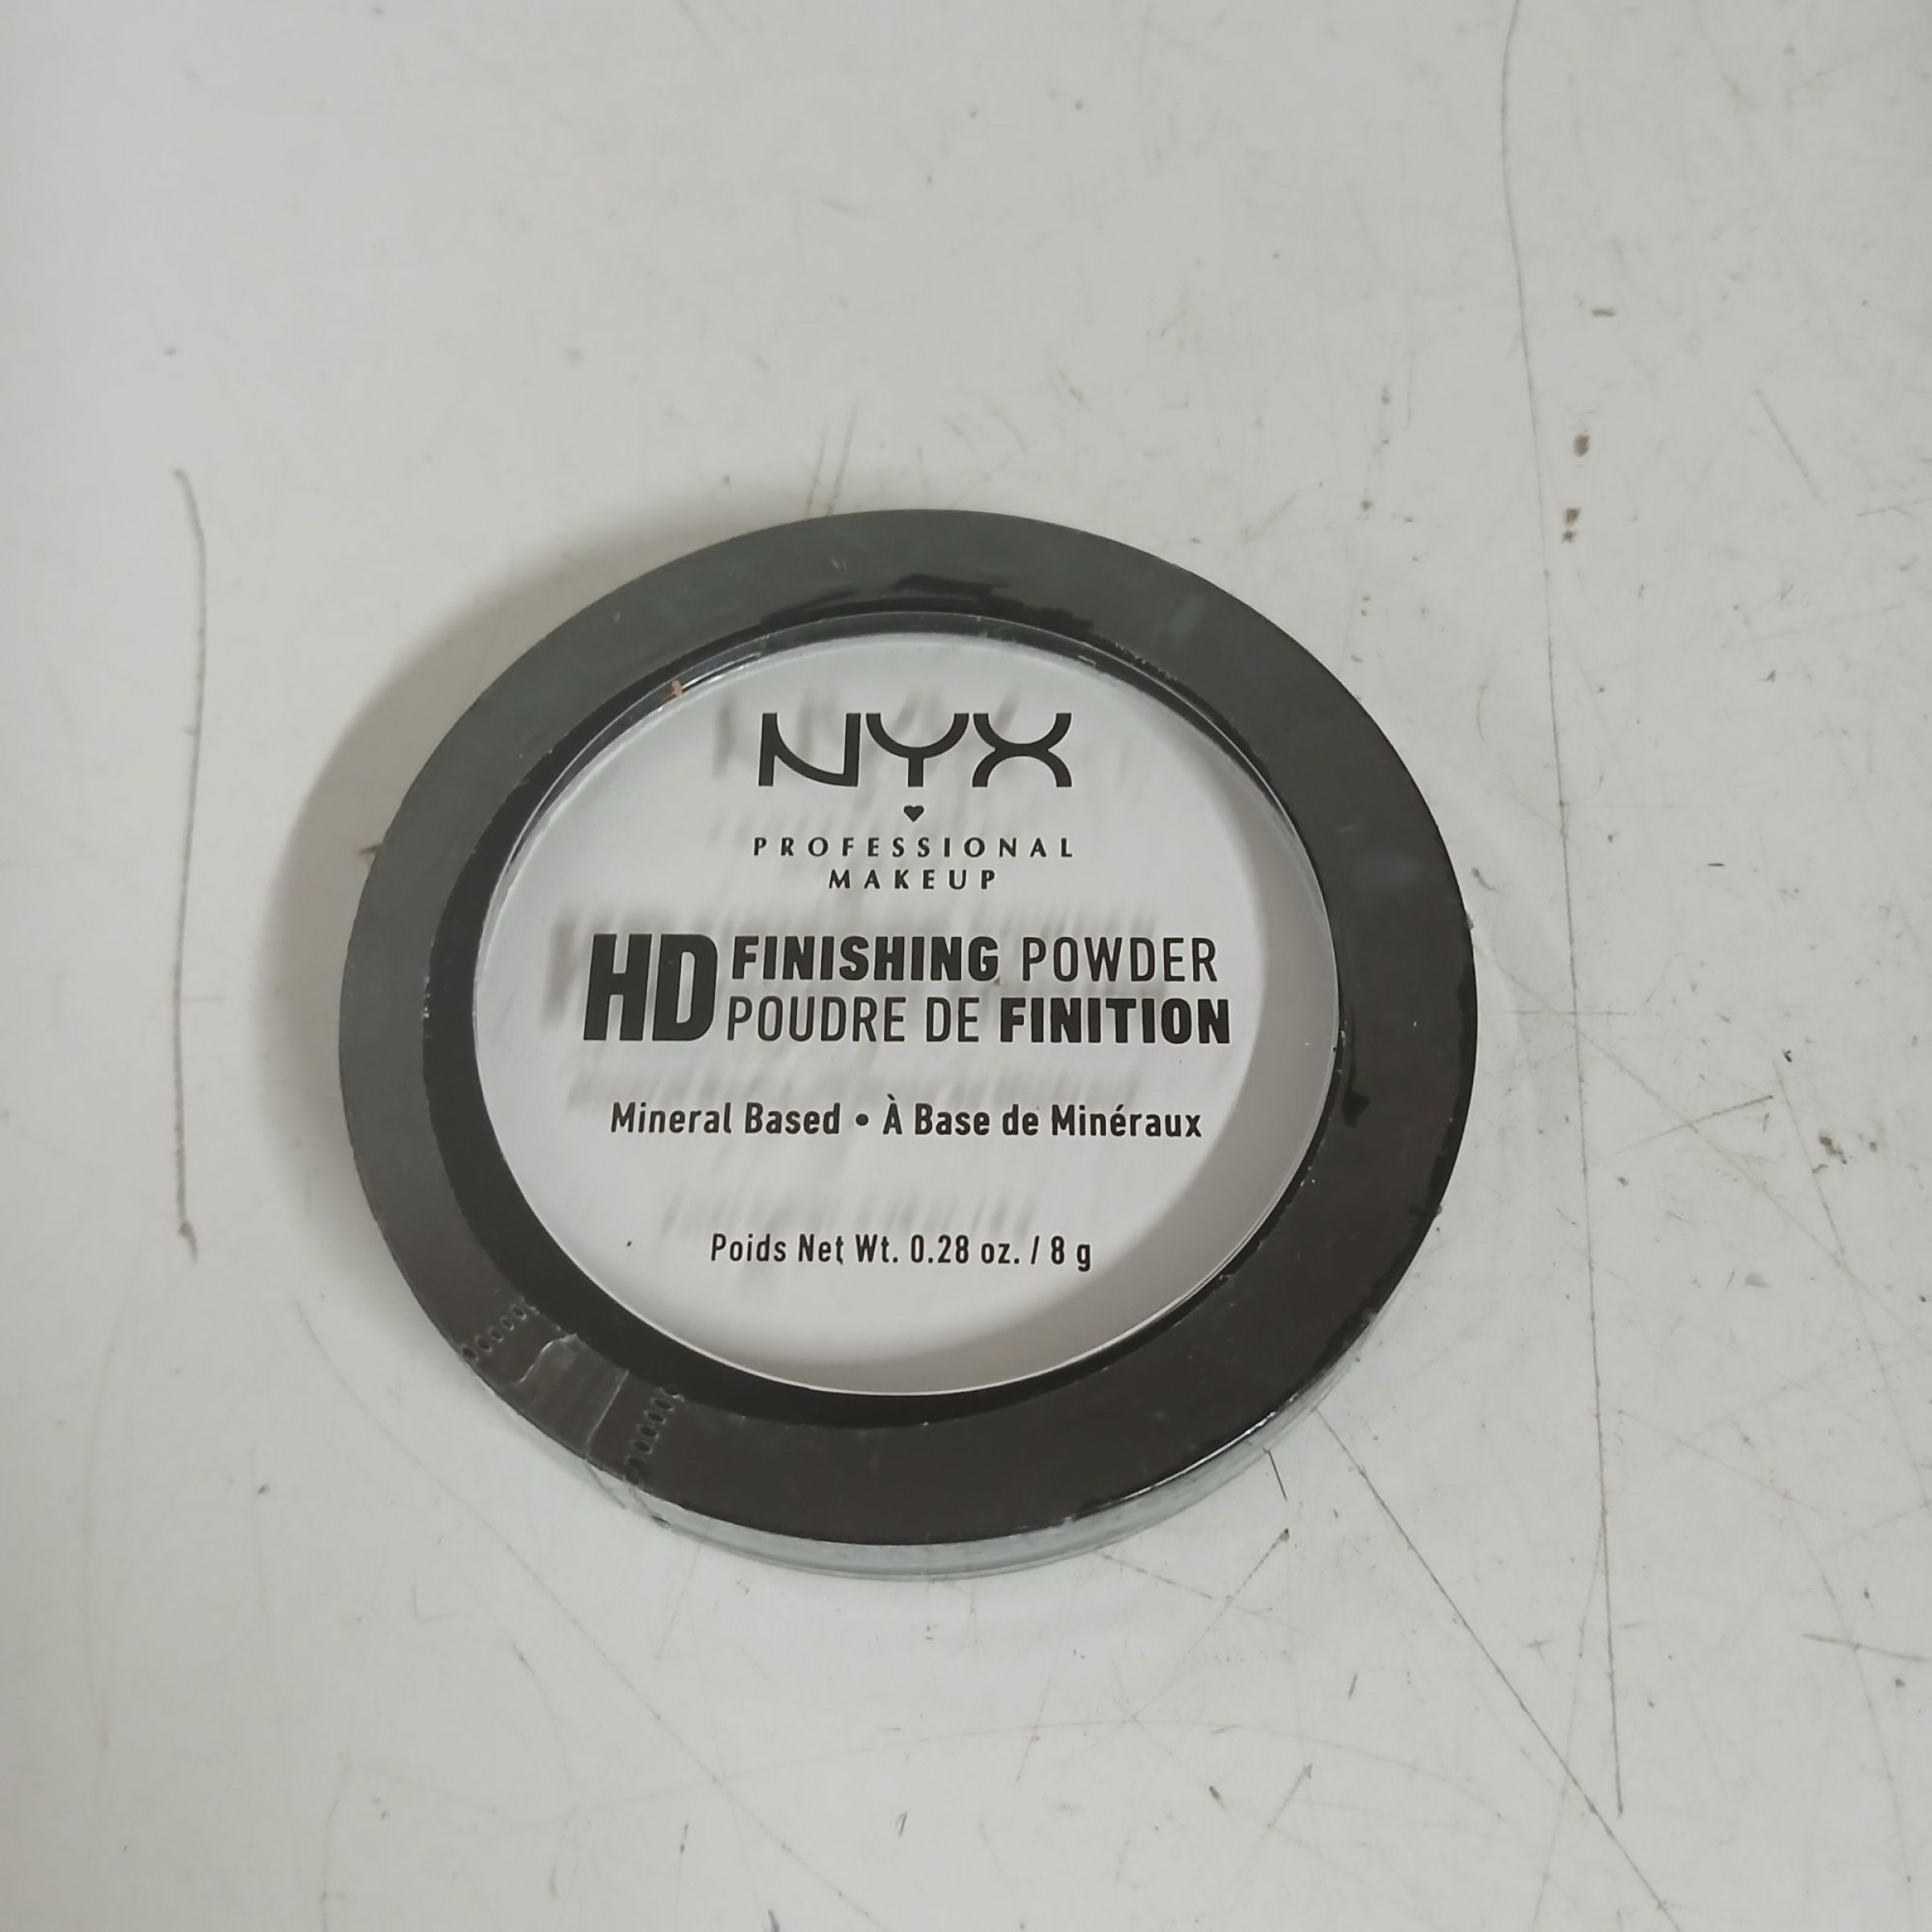 NYX
PROFESSIONAL
MAKEUP
HD FINISHING POWDER
POUDRE DE FINITION
Mineral Based • À Base de Minéraux
Poids Net Wt. 0.28 oz. / 8 g